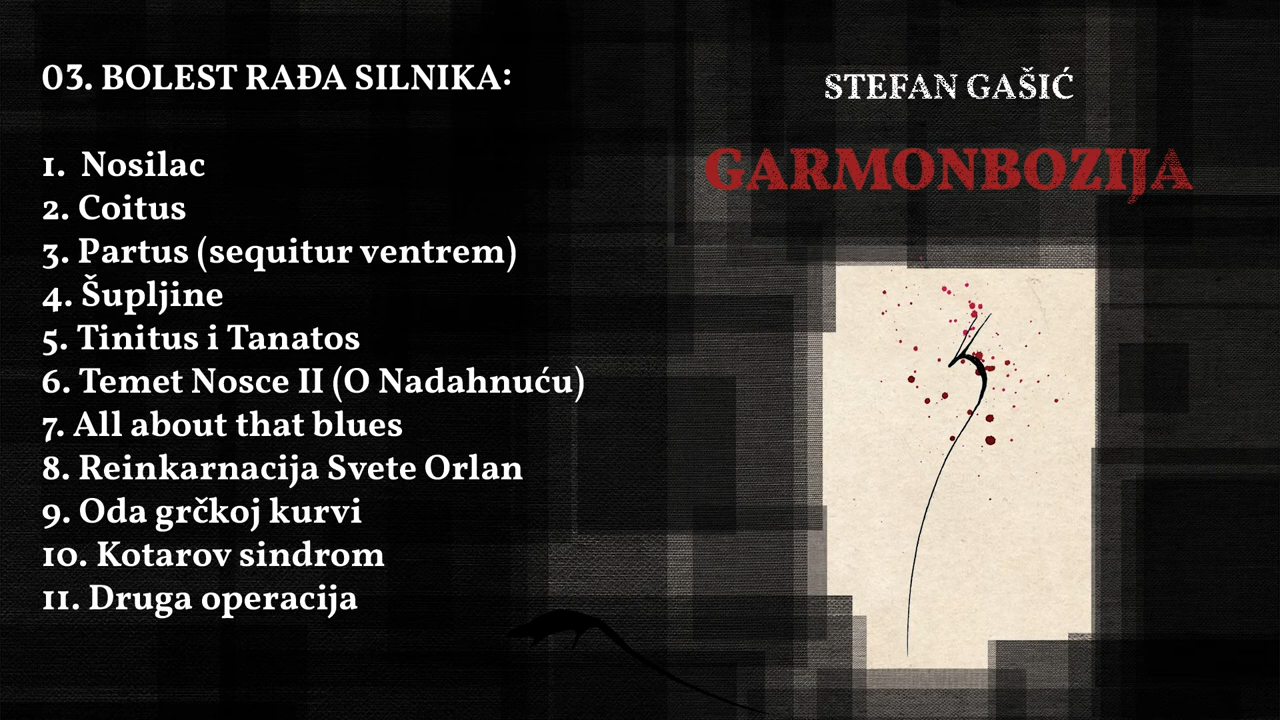 03. BOLEST RAĐA SILNIKA:
1. Nosilac
2. Coitus
3. Partus (sequitur ventrem)
4. Šupljine
5. Tinitus i Tanatos
6. Temet Nosce II (O Nadahnuću)
7. All about that blues
8. Reinkarnacija Svete Orlan
9. Oda grčkoj kurvi
10. Kotarov sindrom
11. Druga operacija
STEFAN GAŠIĆ
GARMONBOZIJA